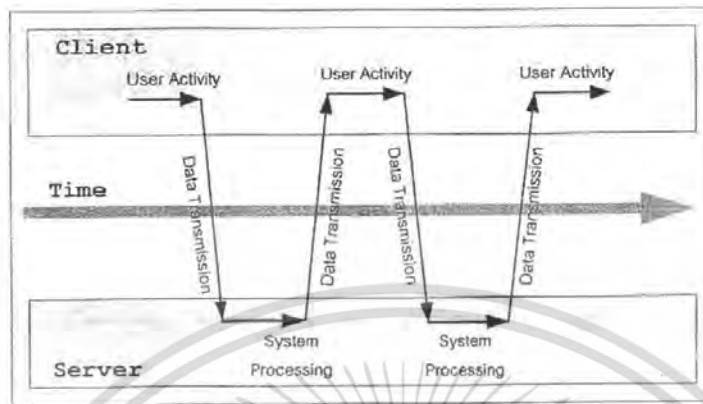 Client
User Activity
User Activity
User Activity
Data Transmission
Data Transmission
Data Transmission
Data Transmission
Time
System
Processing
System
Processing
Server